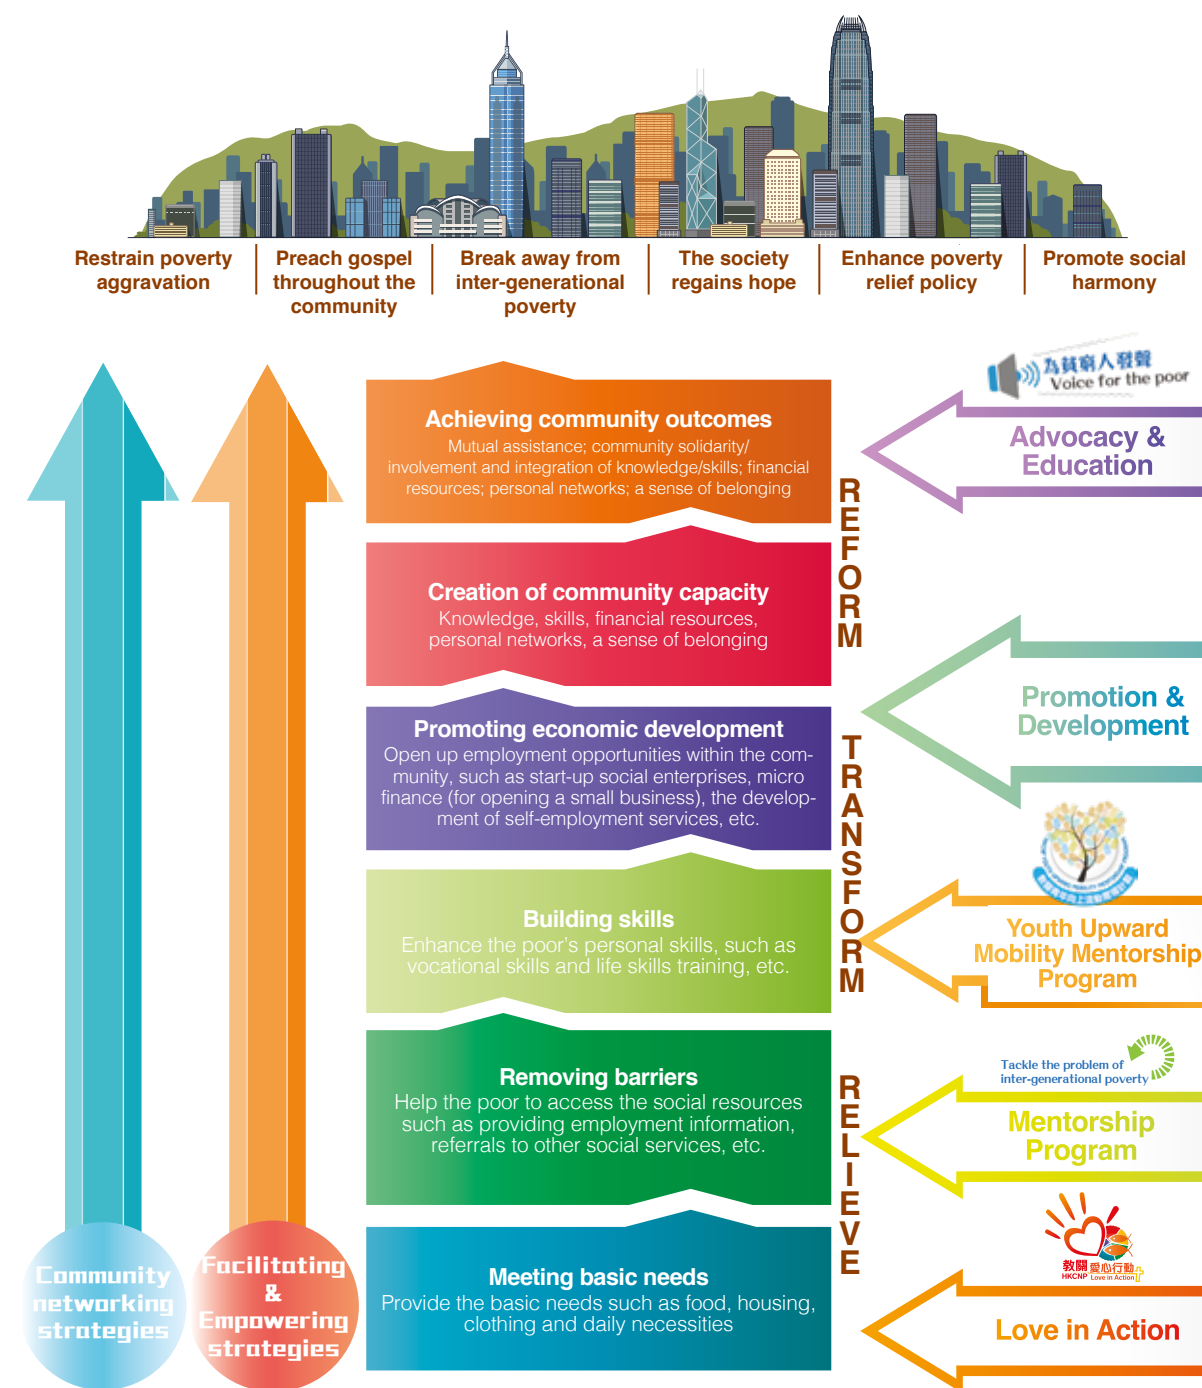 Restrain poverty
aggravation
Preach gospel
throughout the
community
Break away from
inter-generational
poverty
The society
regains hope
Enhance poverty
relief policy
Promote social
harmony
為貧窮人發聲
Voice for the poor
Advocacy &
Education
Achieving community outcomes
Mutual assistance; community solidarity/
involvement and integration of knowledge/skills; financial
resources; personal networks; a sense of belonging
REFORM
Creation of community capacity
Knowledge, skills, financial resources,
personal networks, a sense of belonging
Promotion &
Development
Promoting economic development
Open up employment opportunities within the com-
munity, such as start-up social enterprises, micro
finance (for opening a small business), the develop-
ment of self-employment services, etc.
TRANSFORM
Building skills
Enhance the poor's personal skills, such as
vocational skills and life skills training, etc.
Youth Upward
Mobility Mentorship
Program
Removing barriers
Help the poor to access the social resources
such as providing employment information,
referrals to other social services, etc.
RELIEVE
Tackle the problem of
inter-generational poverty
Mentorship
Program
Meeting basic needs
Provide the basic needs such as food, housing,
clothing and daily necessities
教關 愛心行動
HKCNP Love in Action
Love in Action
Community
networking
strategies
Facilitating
&
Empowering
strategies